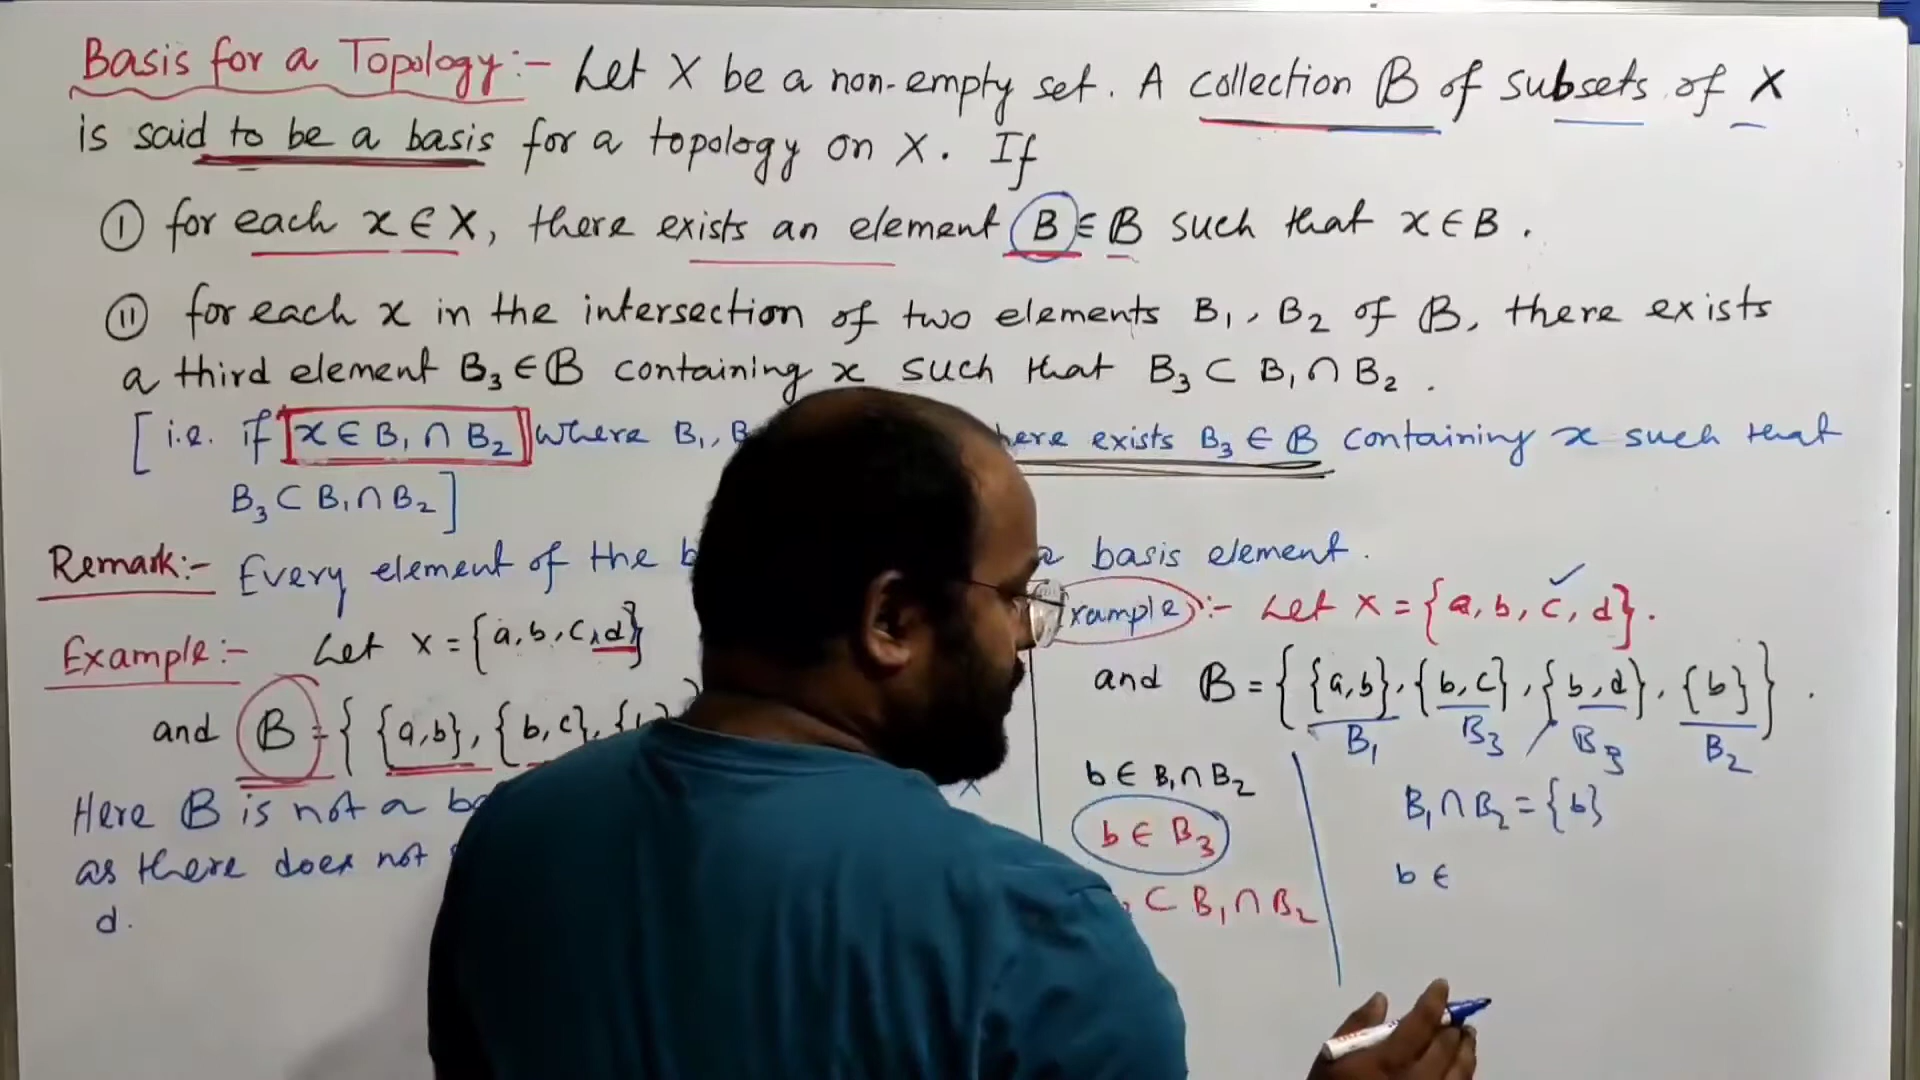 Basis for a Topology:- Let X be a non-empty set. A collection 𝔹 of subsets of X
is said to be a basis for a topology on X. If
Ⓘ for each x ∈ X, there exists an element B ∈ 𝔹 such that x ∈ B.
(II) for each x in the intersection of two elements B₁, B₂ of 𝔹, there exists
a third element B₃ ∈ 𝔹 containing x such that B₃ ⊂ B₁ ∩ B₂.
[i.e. if x ∈ B₁ ∩ B₂ where B₁, B exists B₃ ∈ 𝔹 containing x such that
B₃ ⊂ B₁ ∩ B₂]
Remark:- Every element of the basis element.
Example:- Let X = {a, b, c, d}
and 𝔹 = { {a,b}, {b,c},
Here 𝔹 is not a
as there does not
d.
xample :- Let X = {a, b, c, d}.
and 𝔹 = { {a,b}, {b,c}, {b,d}, {b} }.
B₁ B₃ B₃ B₂
b ∈ B₁ ∩ B₂
b ∈ B₃
⊂ B₁ ∩ B₂
B₁ ∩ B₂ = {b}
b ∈